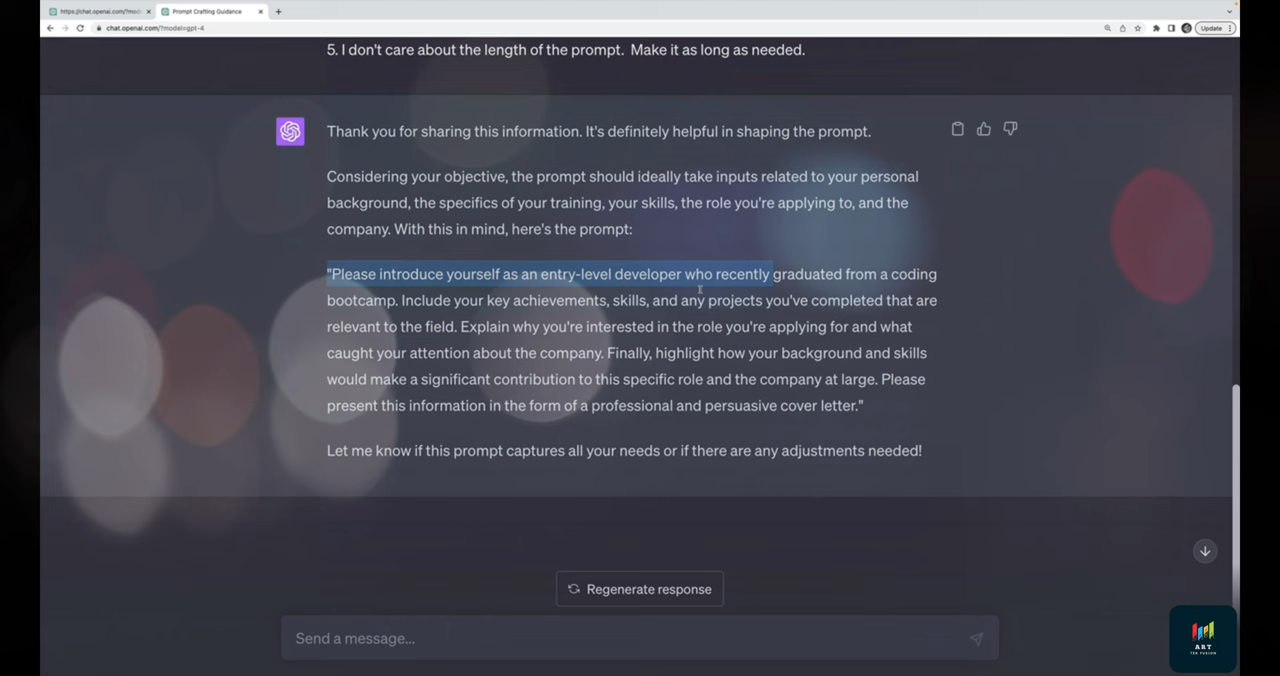 https://chat.openai.com/?mod
Prompt Crafting Guidance
chat.openai.com/?model=gpt-4
Update
5. I don't care about the length of the prompt. Make it as long as needed.
Thank you for sharing this information. It's definitely helpful in shaping the prompt.
Considering your objective, the prompt should ideally take inputs related to your personal
background, the specifics of your training, your skills, the role you're applying to, and the
company. With this in mind, here's the prompt:
"Please introduce yourself as an entry-level developer who recently graduated from a coding
bootcamp. Include your key achievements, skills, and any projects you've completed that are
relevant to the field. Explain why you're interested in the role you're applying for and what
caught your attention about the company. Finally, highlight how your background and skills
would make a significant contribution to this specific role and the company at large. Please
present this information in the form of a professional and persuasive cover letter."
Let me know if this prompt captures all your needs or if there are any adjustments needed!
Regenerate response
Send a message...
ART
TEK FUSION